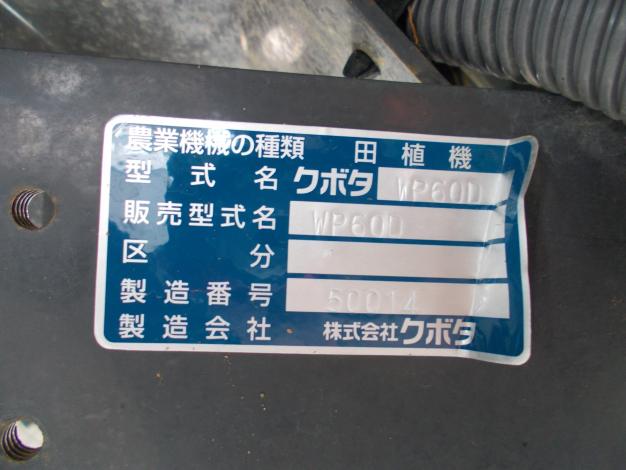 農業機械の種類 田植機
型式名 クボタ WP60D
販売型式名 WP60D
区分
製造番号 50014
製造会社 株式会社クボタ